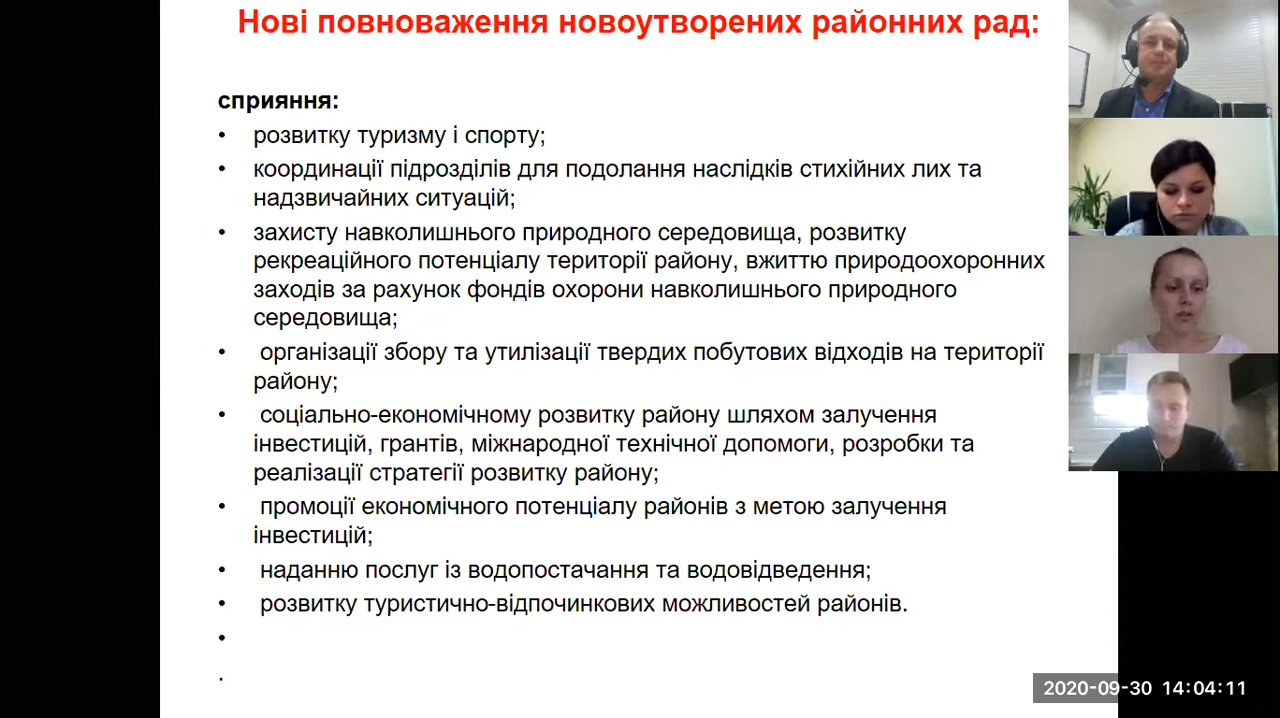 Нові повноваження новоутворених районних рад:
сприяння:
• розвитку туризму і спорту;
• координації підрозділів для подолання наслідків стихійних лих та
надзвичайних ситуацій;
• захисту навколишнього природного середовища, розвитку
рекреаційного потенціалу території району, вжиттю природоохоронних
заходів за рахунок фондів охорони навколишнього природного
середовища;
• організації збору та утилізації твердих побутових відходів на території
району;
• соціально-економічному розвитку району шляхом залучення
інвестицій, грантів, міжнародної технічної допомоги, розробки та
реалізації стратегії розвитку району;
• промоції економічного потенціалу районів з метою залучення
інвестицій;
• наданню послуг із водопостачання та водовідведення;
• розвитку туристично-відпочинкових можливостей районів.
•
.
2020-09-30 14:04:11